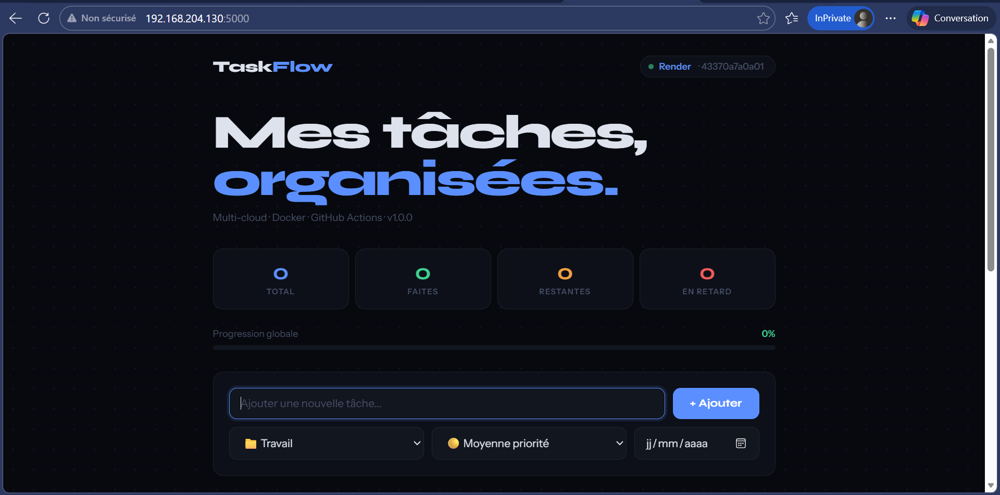 Non sécurisé 192.168.204.130:5000
InPrivate
Conversation
TaskFlow
Render · 43370a7a0a01
Mes tâches,
organisées.
Multi-cloud · Docker · GitHub Actions · v1.0.0
0
TOTAL
0
FAITES
0
RESTANTES
0
EN RETARD
Progression globale
0%
Ajouter une nouvelle tâche...
+ Ajouter
Travail
Moyenne priorité
jj/mm/aaaa